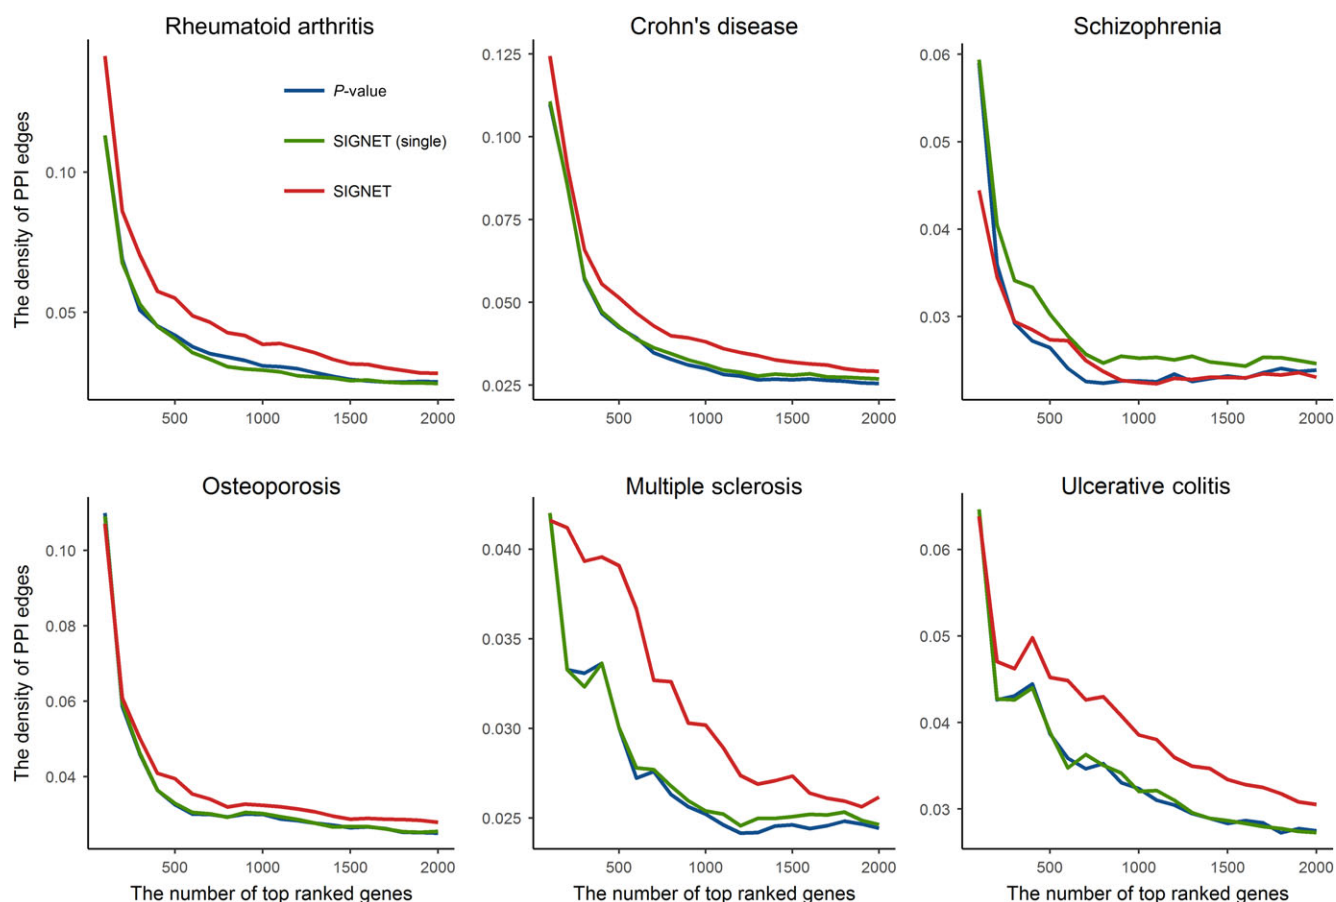 Rheumatoid arthritis
Crohn's disease
Schizophrenia
The density of PPI edges
0.10
0.05
500 1000 1500 2000
P-value
SIGNET (single)
SIGNET
0.125
0.100
0.075
0.050
0.025
500 1000 1500 2000
0.06
0.05
0.04
0.03
500 1000 1500 2000
Osteoporosis
Multiple sclerosis
Ulcerative colitis
The density of PPI edges
0.10
0.08
0.06
0.04
500 1000 1500 2000
The number of top ranked genes
0.040
0.035
0.030
0.025
500 1000 1500 2000
The number of top ranked genes
0.06
0.05
0.04
0.03
500 1000 1500 2000
The number of top ranked genes